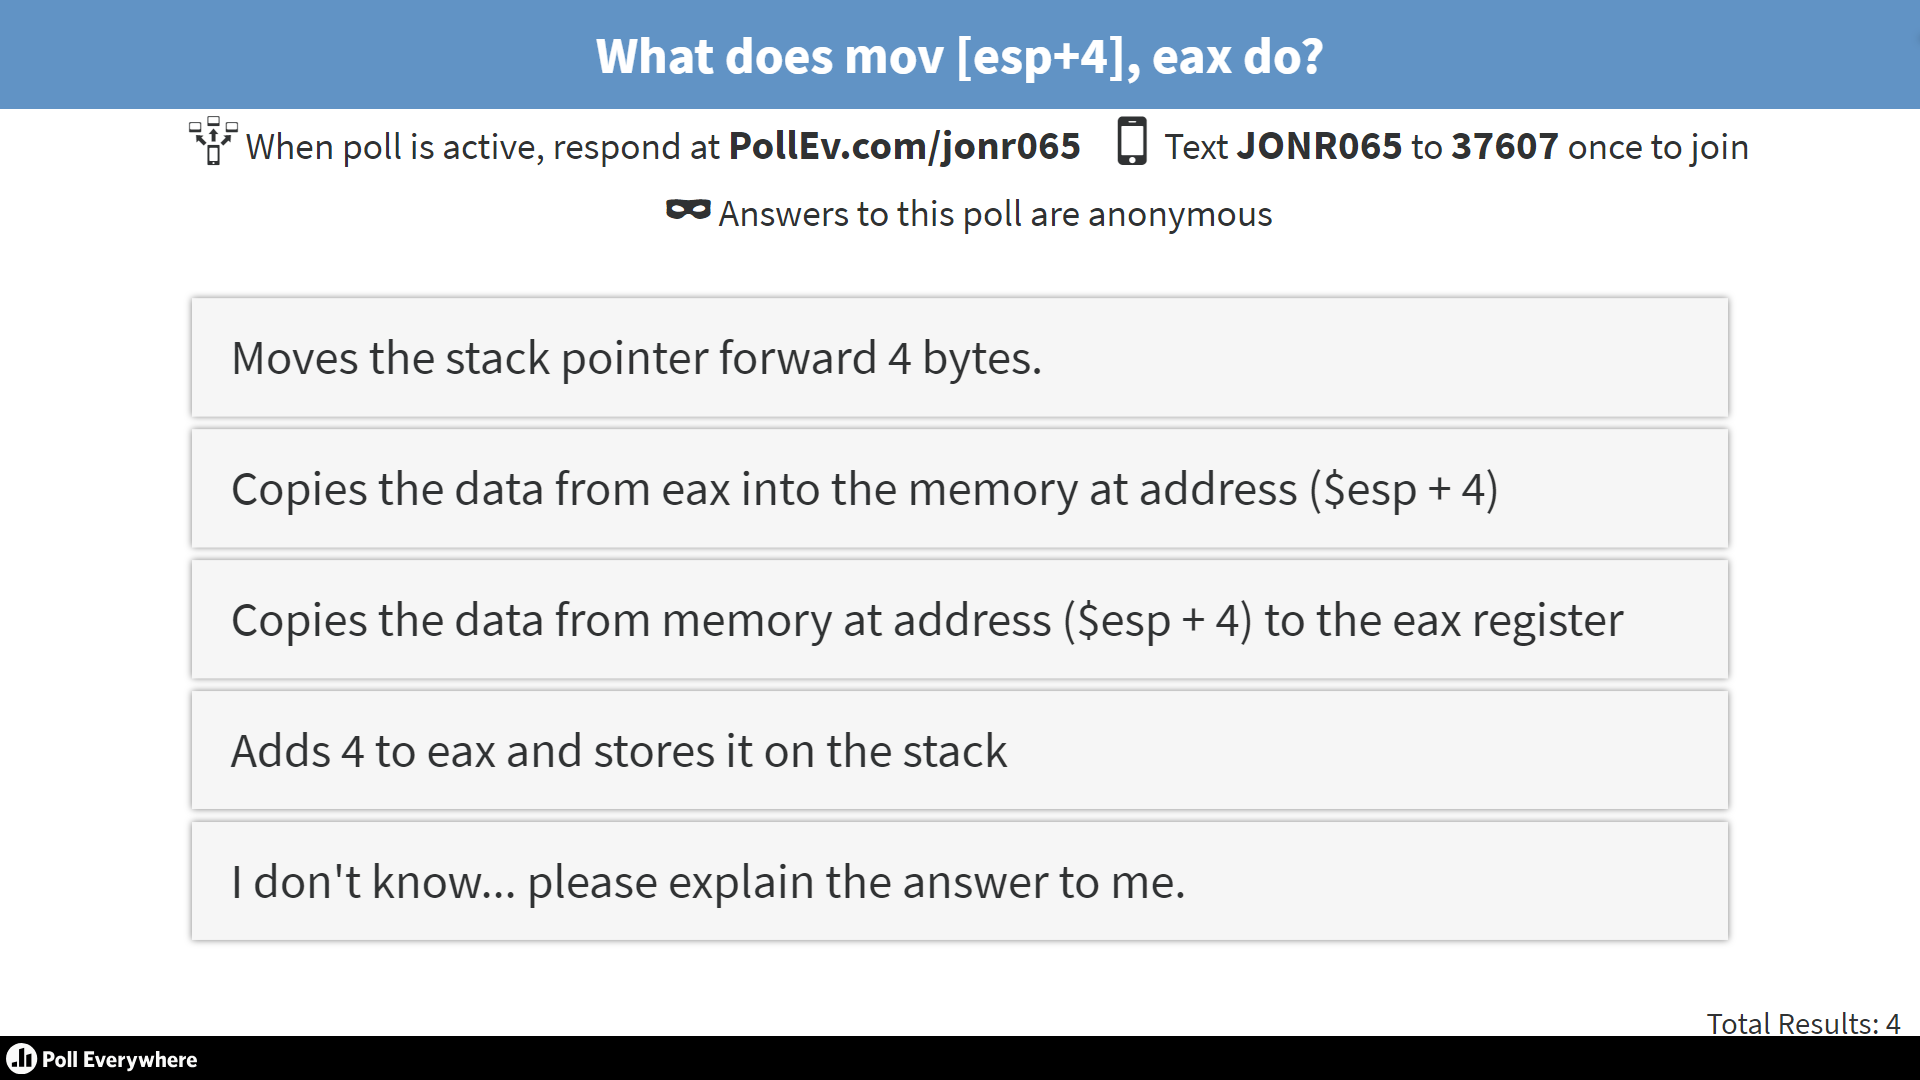 What does mov [esp+4], eax do?
When poll is active, respond at PollEv.com/jonr065 Text JONR065 to 37607 once to join
Answers to this poll are anonymous
Moves the stack pointer forward 4 bytes.
Copies the data from eax into the memory at address ($esp + 4)
Copies the data from memory at address ($esp + 4) to the eax register
Adds 4 to eax and stores it on the stack
I don't know... please explain the answer to me.
Total Results: 4
Poll Everywhere